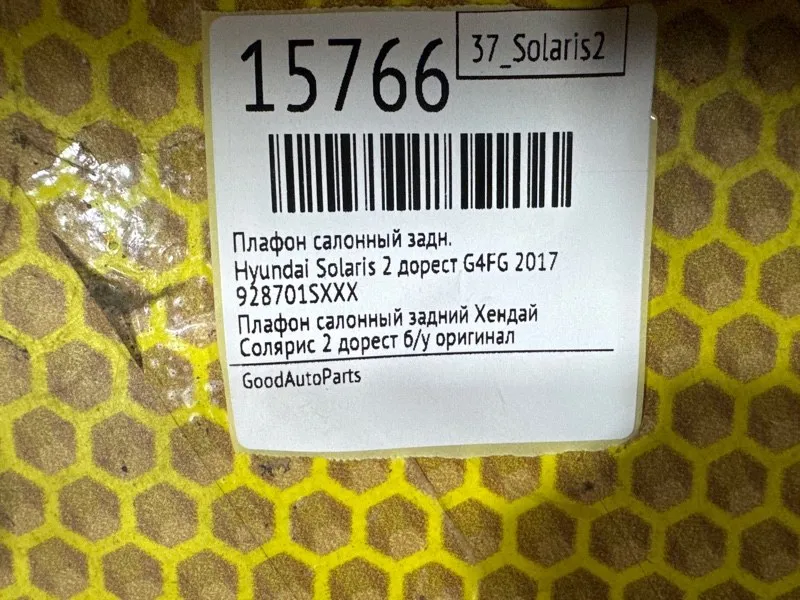 15766
37_Solaris2
Плафон салонный задн.
Hyundai Solaris 2 дорест G4FG 2017
928701SXXX
Плафон салонный задний Хендай
Солярис 2 дорест б/у оригинал
GoodAutoParts